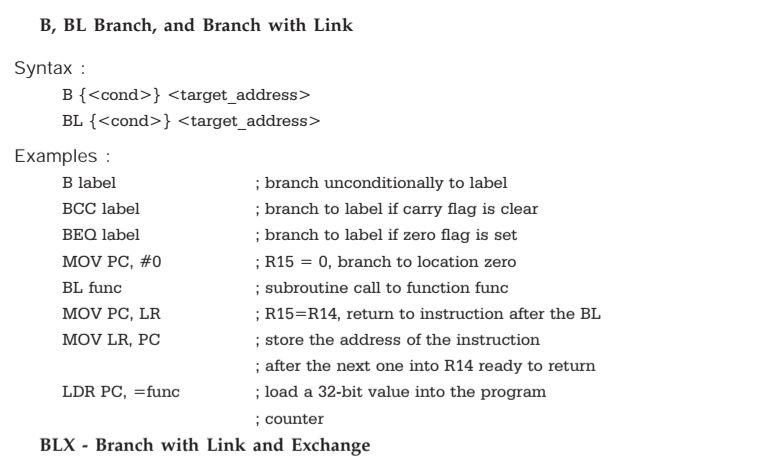 B, BL Branch, and Branch with Link
Syntax :
B {<cond>} <target_address>
BL {<cond>} <target_address>
Examples :
B label ; branch unconditionally to label
BCC label ; branch to label if carry flag is clear
BEQ label ; branch to label if zero flag is set
MOV PC, #0 ; R15 = 0, branch to location zero
BL func ; subroutine call to function func
MOV PC, LR ; R15=R14, return to instruction after the BL
MOV LR, PC ; store the address of the instruction
; after the next one into R14 ready to return
LDR PC, =func ; load a 32-bit value into the program
; counter
BLX - Branch with Link and Exchange